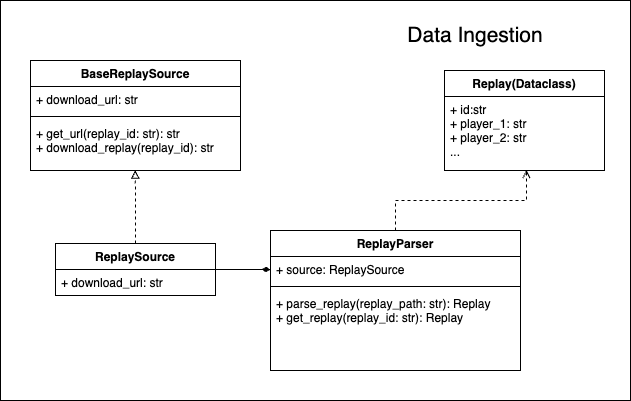 Data Ingestion
BaseReplaySource
+ download_url: str
+ get_url(replay_id: str): str
+ download_replay(replay_id): str
Replay(Dataclass)
+ id:str
+ player_1: str
+ player_2: str
...
ReplaySource
+ download_url: str
ReplayParser
+ source: ReplaySource
+ parse_replay(replay_path: str): Replay
+ get_replay(replay_id: str): Replay